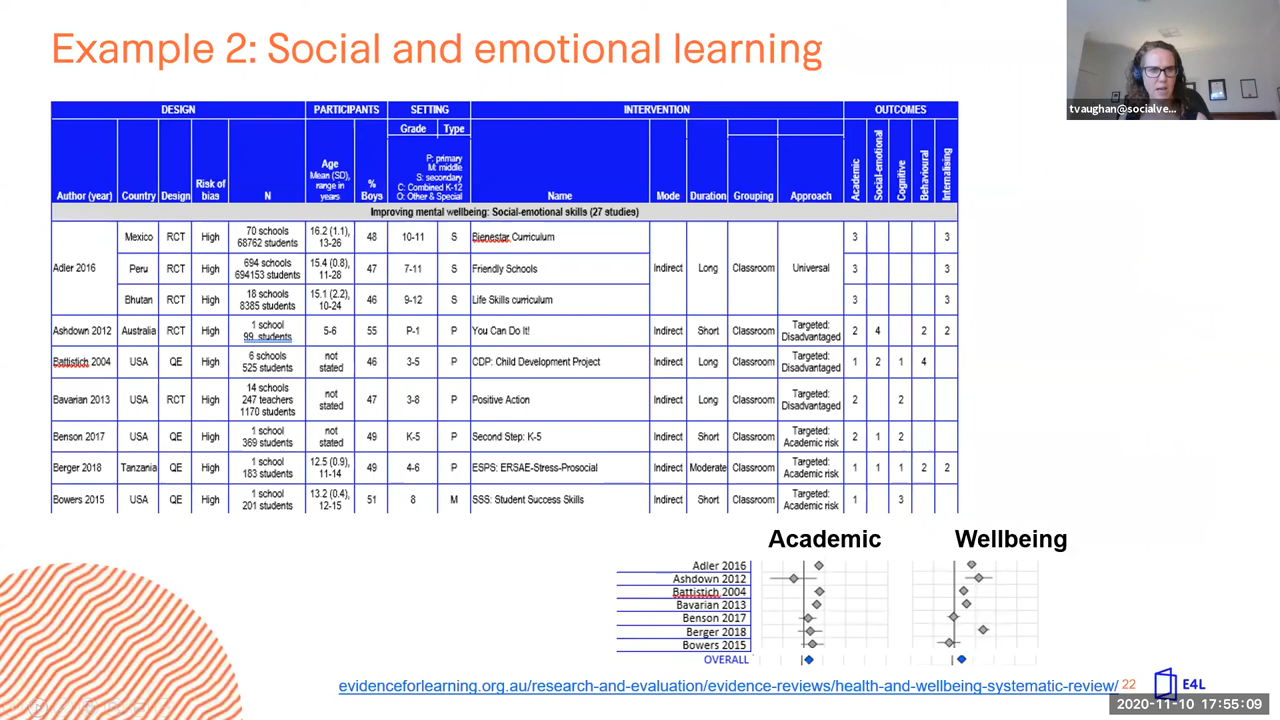 Example 2: Social and emotional learning
tvaughan@socialve...
DESIGN PARTICIPANTS SETTING INTERVENTION OUTCOMES
Grade Type
Author (year) Country Design Risk of bias N Age Mean (SD), range in years % Boys P: primary M: middle S: secondary C: Combined K-12 O: Other & Special Name Mode Duration Grouping Approach Academic Social-emotional Cognitive Behavioural Internalising
Improving mental wellbeing: Social-emotional skills (27 studies)
Adler 2016 Mexico RCT High 70 schools 68762 students 16.2 (1.1), 13-26 48 10-11 S Bienestar Curriculum Indirect Long Classroom Universal 3 3
Peru RCT High 694 schools 694153 students 15.4 (0.8), 11-28 47 7-11 S Friendly Schools 3 3
Bhutan RCT High 18 schools 8385 students 15.1 (2.2), 10-24 46 9-12 S Life Skills curriculum 3 3
Ashdown 2012 Australia RCT High 1 school 99 students 5-6 55 P-1 P You Can Do It! Indirect Short Classroom Targeted: Disadvantaged 2 4 2 2
Battistich 2004 USA QE High 6 schools 525 students not stated 46 3-5 P CDP: Child Development Project Indirect Long Classroom Targeted: Disadvantaged 1 2 1 4
Bavarian 2013 USA RCT High 14 schools 247 teachers 1170 students not stated 47 3-8 P Positive Action Indirect Long Classroom Targeted: Disadvantaged 2 2
Benson 2017 USA QE High 1 school 369 students not stated 49 K-5 P Second Step: K-5 Indirect Short Classroom Targeted: Academic risk 2 1 2
Berger 2018 Tanzania QE High 1 school 183 students 12.5 (0.9), 11-14 49 4-6 P ESPS: ERSAE-Stress-Prosocial Indirect Moderate Classroom Targeted: Academic risk 1 1 1 2 2
Bowers 2015 USA QE High 1 school 201 students 13.2 (0.4), 12-15 51 8 M SSS: Student Success Skills Indirect Short Classroom Targeted: Academic risk 1 3
Academic Wellbeing
Adler 2016
Ashdown 2012
Battistich 2004
Bavarian 2013
Benson 2017
Berger 2018
Bowers 2015
OVERALL
evidenceforlearning.org.au/research-and-evaluation/evidence-reviews/health-and-wellbeing-systematic-review/ 22 E4L
2020-11-10 17:55:09